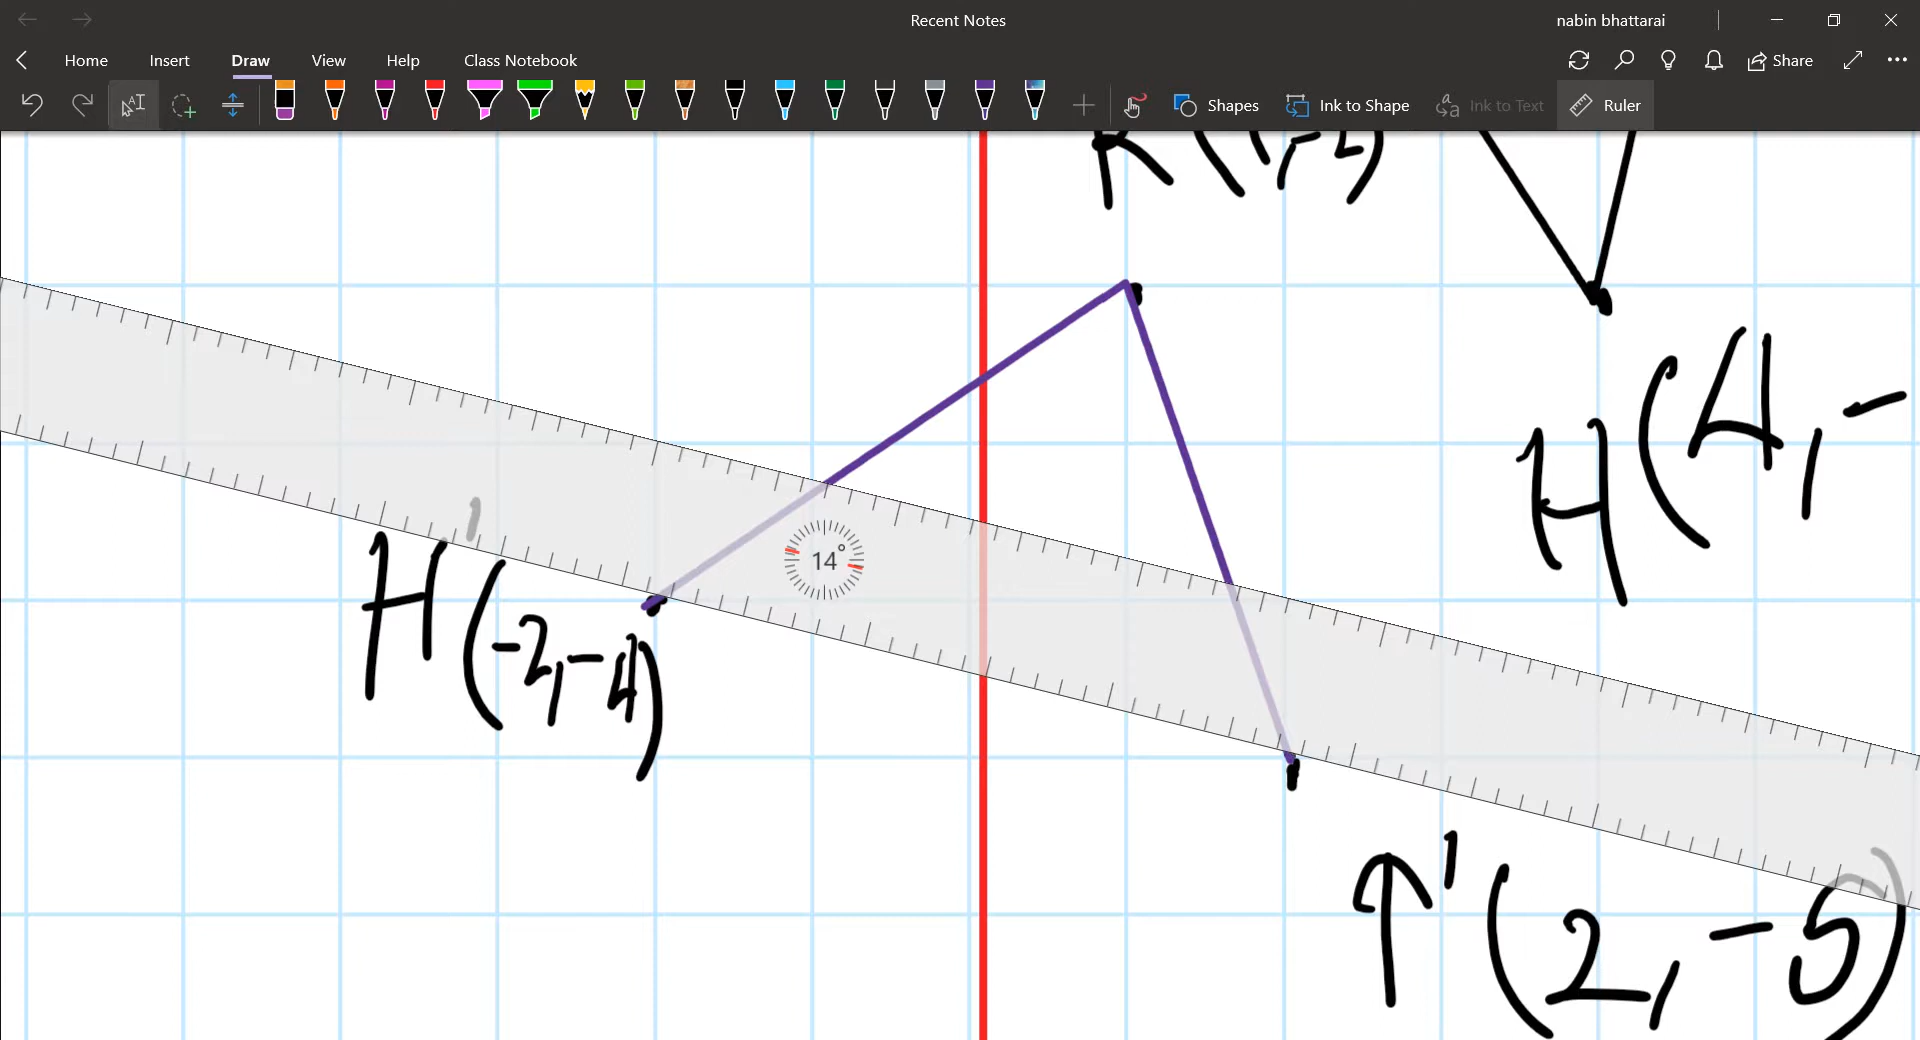 Recent Notes
nabin bhattarai
Home Insert Draw View Help Class Notebook
Share
Shapes Ink to Shape Ink to Text Ruler
H(4,-
14°
H'(-2,-4)
T'(2,-5)